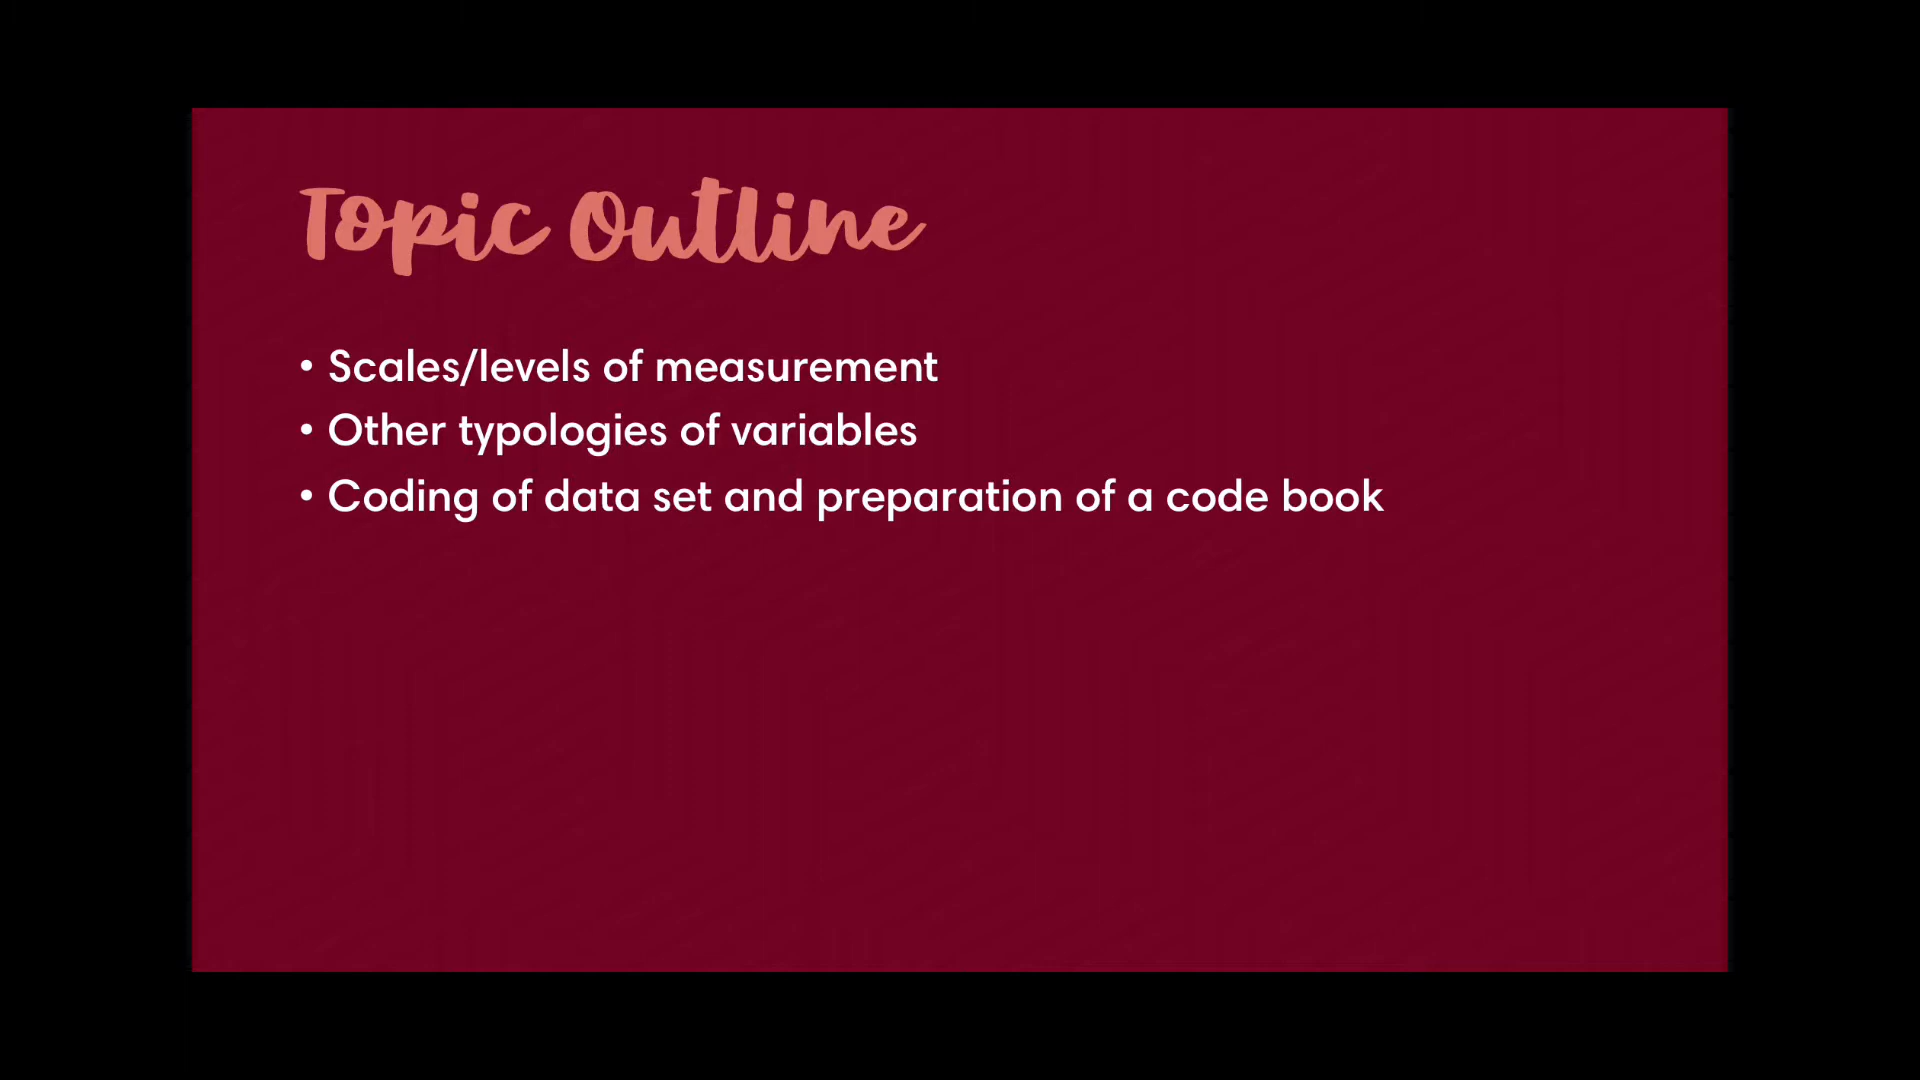 Topic Outline
• Scales/levels of measurement
• Other typologies of variables
• Coding of data set and preparation of a code book